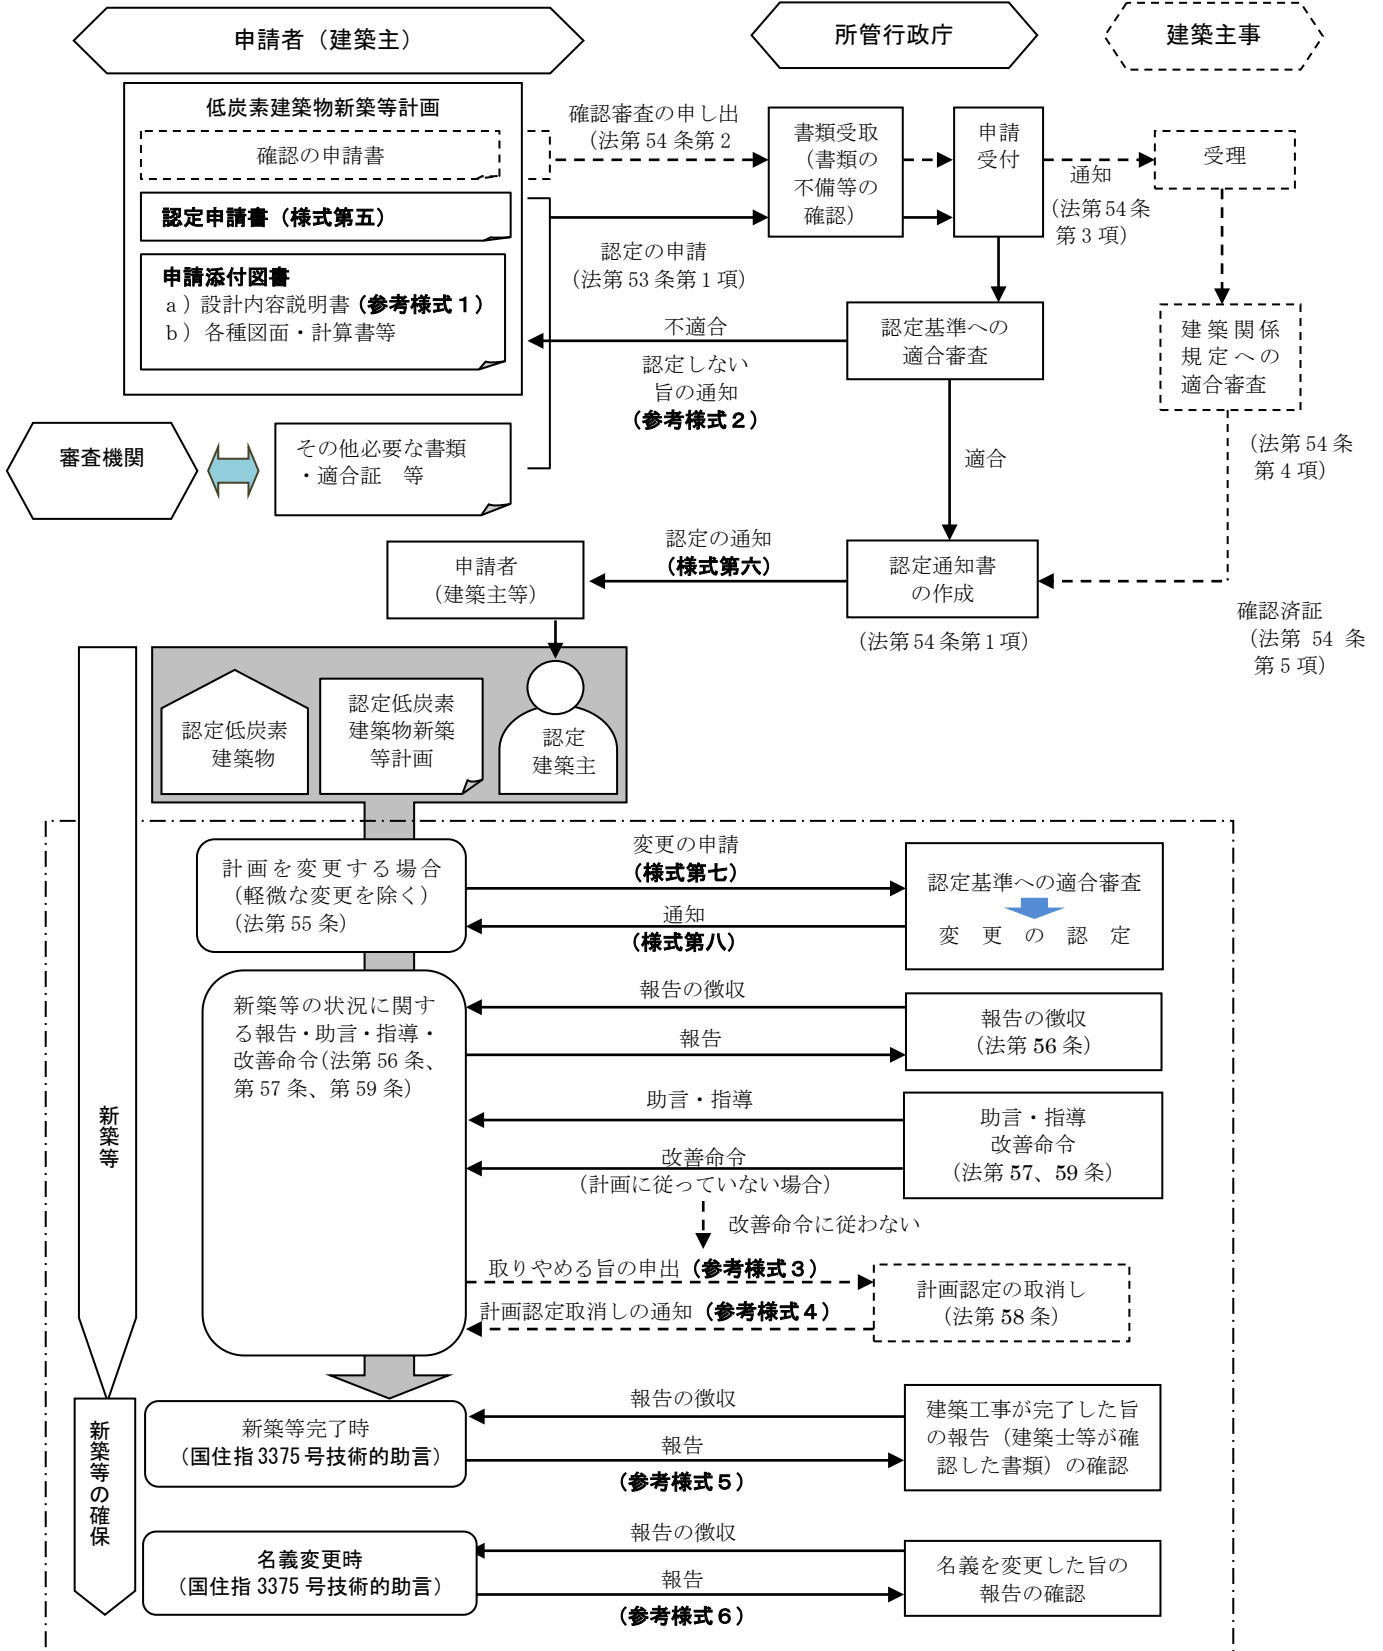 申請者（建築主）
所管行政庁
建築主事
低炭素建築物新築等計画
確認の申請書
認定申請書（様式第五）
申請添付図書
a）設計内容説明書（参考様式１）
b）各種図面・計算書等
確認審査の申し出
（法第 54 条第 2
書類受取
（書類の
不備等の
確認）
申請
受付
通知
（法第 54 条
第 3 項）
受理
認定の申請
（法第 53 条第 1 項）
不適合
認定しない
旨の通知
（参考様式２）
認定基準への
適合審査
建築関係
規定への
適合審査
審査機関
その他必要な書類
・適合証　等
適合
（法第 54 条
第 4 項）
認定の通知
（様式第六）
申請者
（建築主等）
認定通知書
の作成
（法第 54 条第 1 項）
確認済証
（法第 54 条
第 5 項）
認定低炭素
建築物
認定低炭素
建築物新築
等計画
認定
建築主
計画を変更する場合
（軽微な変更を除く）
（法第 55 条）
変更の申請
（様式第七）
通知
（様式第八）
認定基準への適合審査
変　更　の　認　定
新築等の状況に関す
る報告・助言・指導・
改善命令（法第 56 条、
第 57 条、第 59 条）
報告の徴収
報告
報告の徴収
（法第 56 条）
新築等
助言・指導
改善命令
（計画に従っていない場合）
助言・指導
改善命令
（法第 57、59 条）
改善命令に従わない
取りやめる旨の申出（参考様式３）
計画認定取消しの通知（参考様式４）
計画認定の取消し
（法第 58 条）
新築等の確保
新築等完了時
（国住指 3375 号技術的助言）
報告の徴収
報告
（参考様式５）
建築工事が完了した旨
の報告（建築士等が確
認した書類）の確認
名義変更時
（国住指 3375 号技術的助言）
報告の徴収
報告
（参考様式６）
名義を変更した旨の
報告の確認